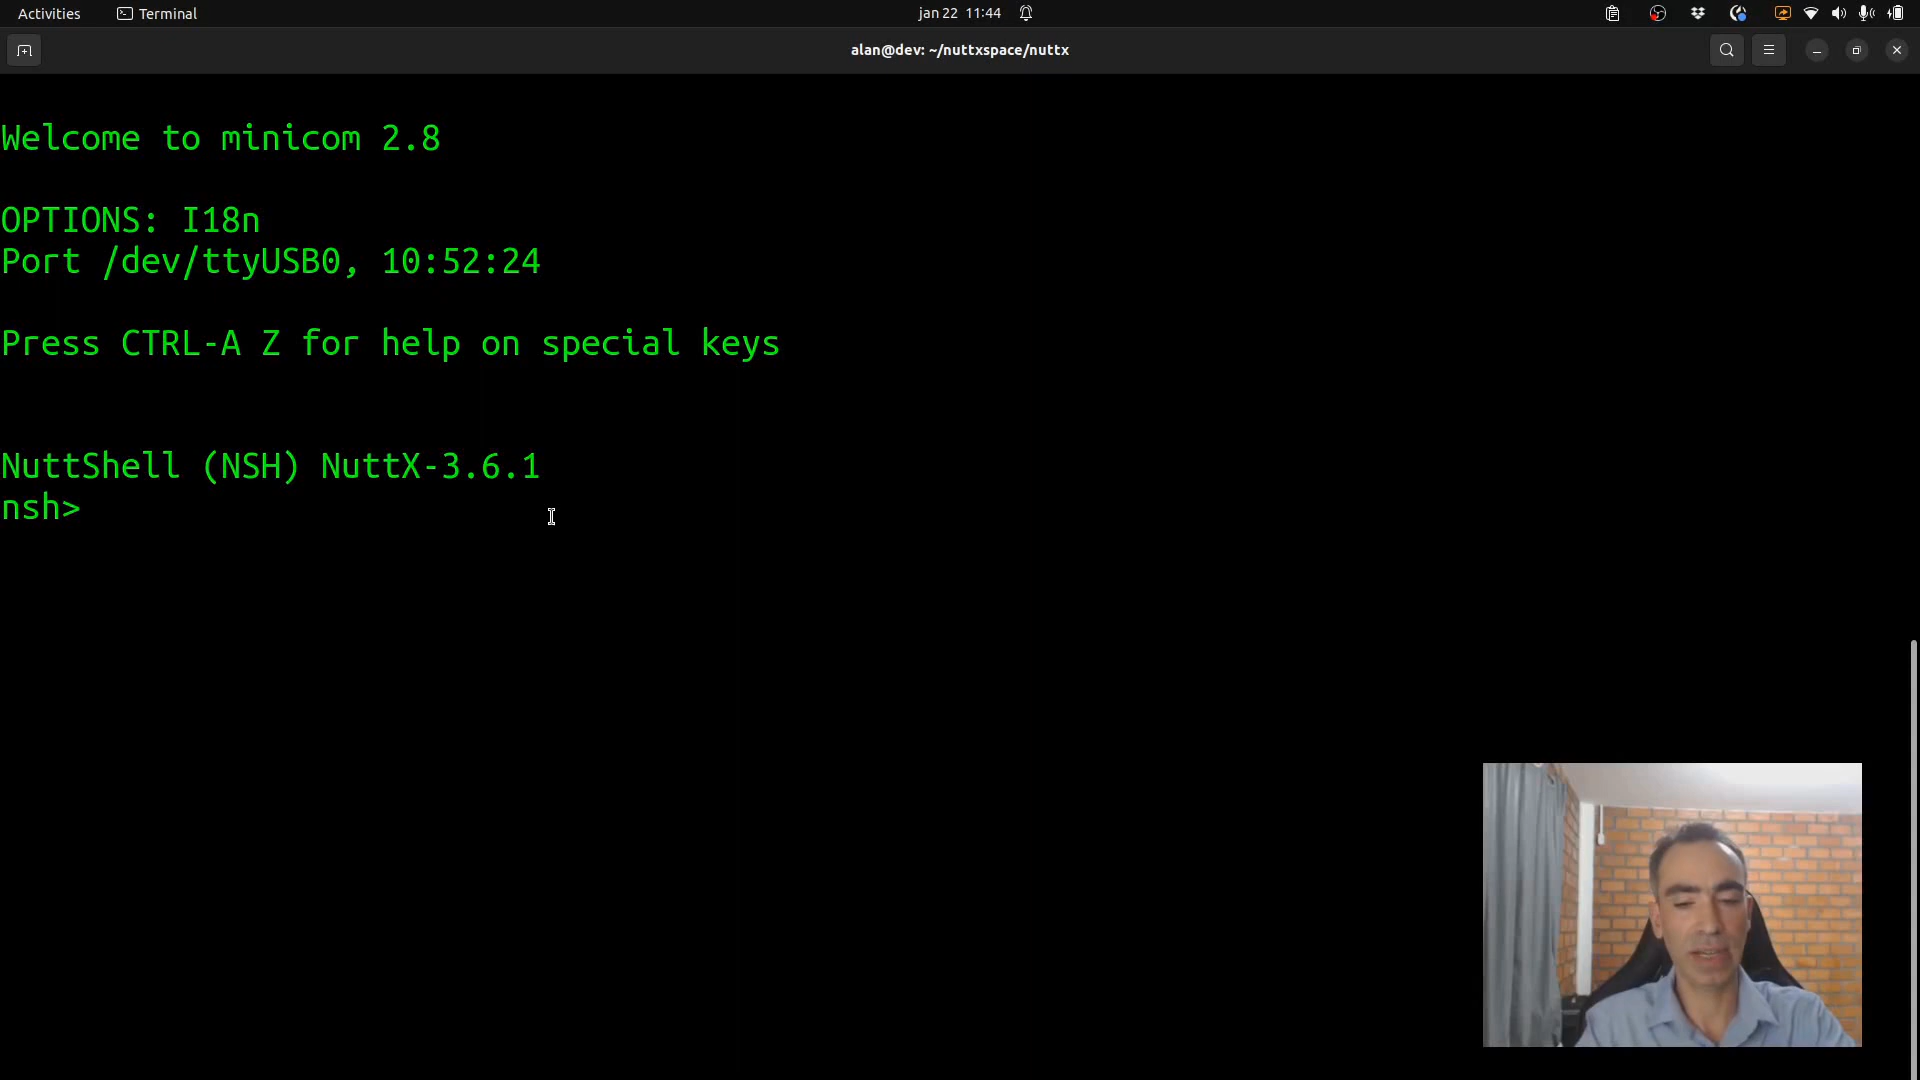 Activities
Terminal
jan 22 11:44
alan@dev: ~/nuttxspace/nuttx
Welcome to minicom 2.8
OPTIONS: I18n
Port /dev/ttyUSB0, 10:52:24
Press CTRL-A Z for help on special keys
NuttShell (NSH) NuttX-3.6.1
nsh>